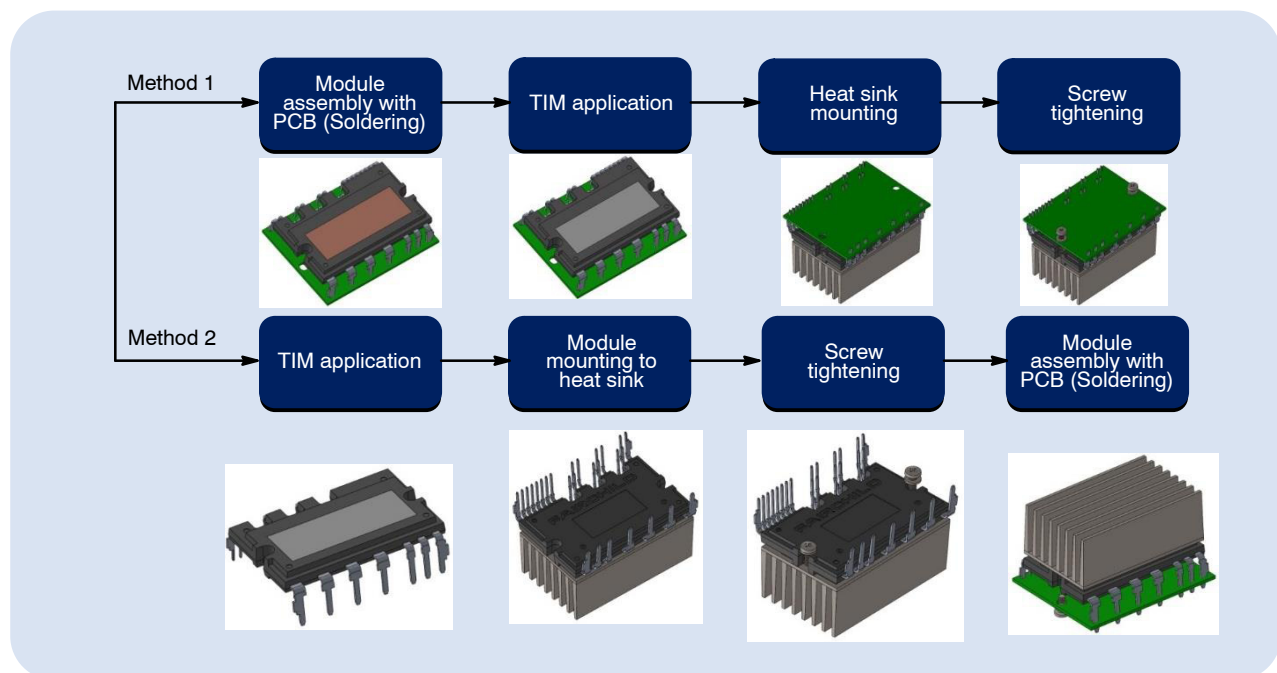 Method 1
Module
assembly with
PCB (Soldering)
TIM application
Heat sink
mounting
Screw
tightening
Method 2
TIM application
Module
mounting to
heat sink
Screw
tightening
Module
assembly with
PCB (Soldering)